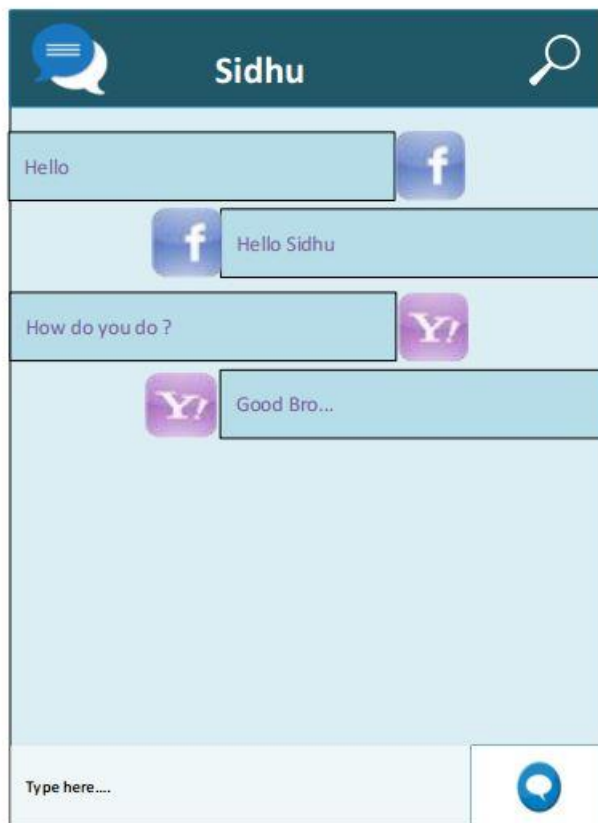 Sidhu
Hello
f
f
Hello Sidhu
How do you do ?
Y!
Y!
Good Bro...
Type here....